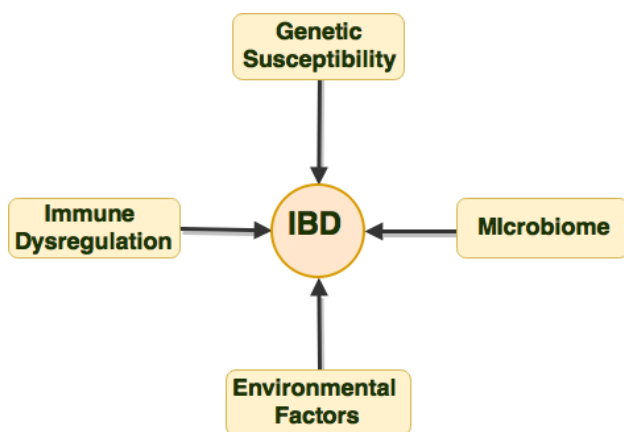 Genetic
Susceptibility
Immune
Dysregulation
IBD
MIcrobiome
Environmental
Factors